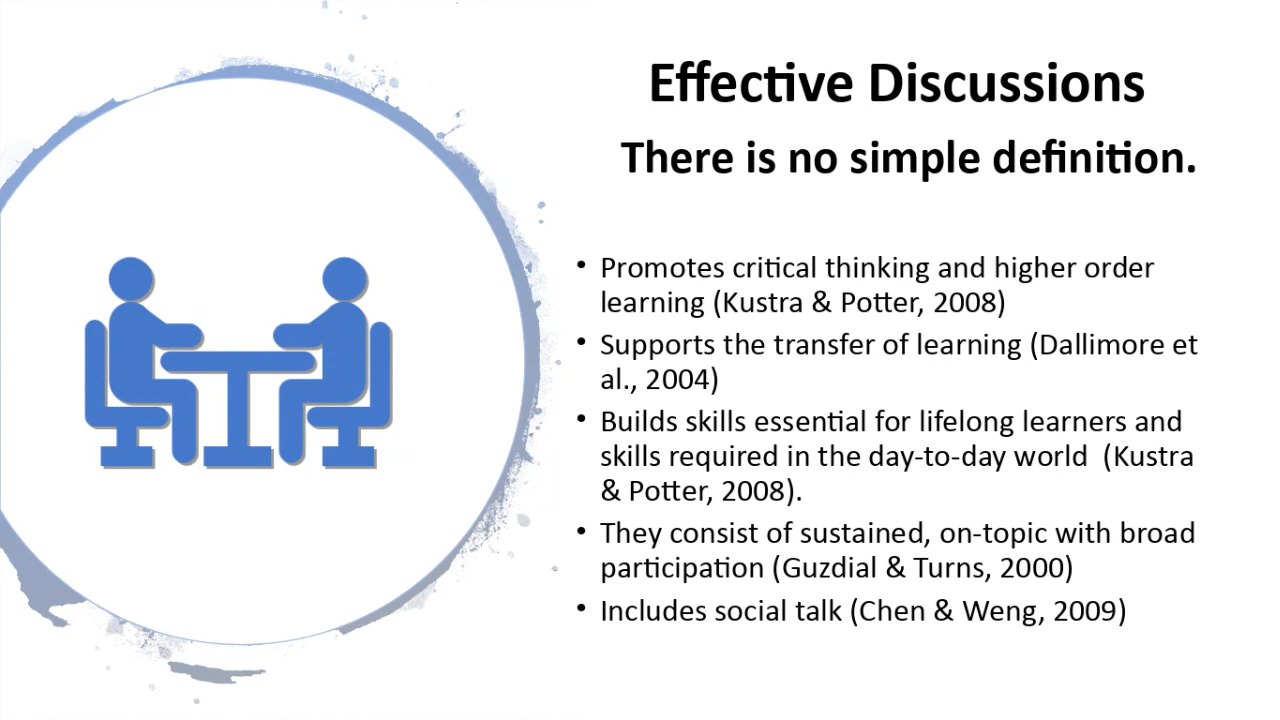 Effective Discussions
There is no simple definition.
• Promotes critical thinking and higher order
learning (Kustra & Potter, 2008)
• Supports the transfer of learning (Dallimore et
al., 2004)
• Builds skills essential for lifelong learners and
skills required in the day-to-day world  (Kustra
& Potter, 2008).
• They consist of sustained, on-topic with broad
participation (Guzdial & Turns, 2000)
• Includes social talk (Chen & Weng, 2009)